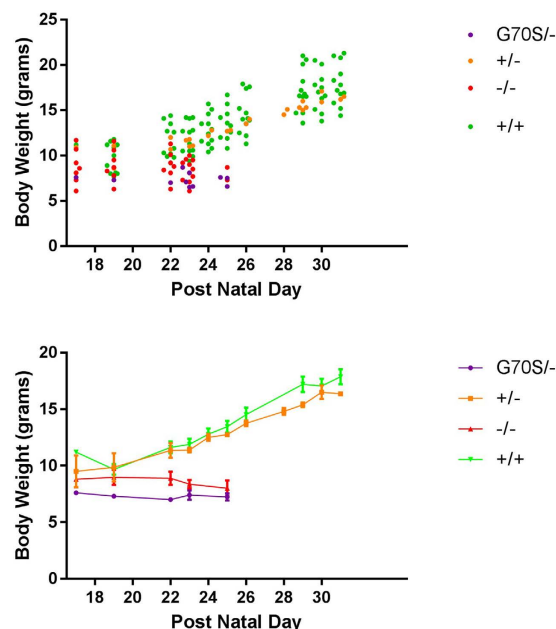 25
20
15
10
5
0
Body Weight (grams)
18 20 22 24 26 28 30
Post Natal Day
G70S/-
+/-
-/-
+/+
20
15
10
5
0
Body Weight (grams)
18 20 22 24 26 28 30
Post Natal Day
G70S/-
+/-
-/-
+/+